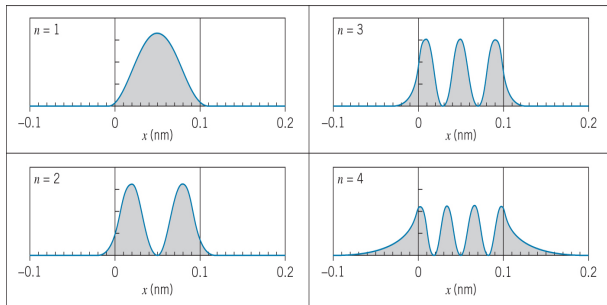 n = 1
–0.1 0 0.1 0.2
x (nm)
n = 3
–0.1 0 0.1 0.2
x (nm)
n = 2
–0.1 0 0.1 0.2
x (nm)
n = 4
–0.1 0 0.1 0.2
x (nm)